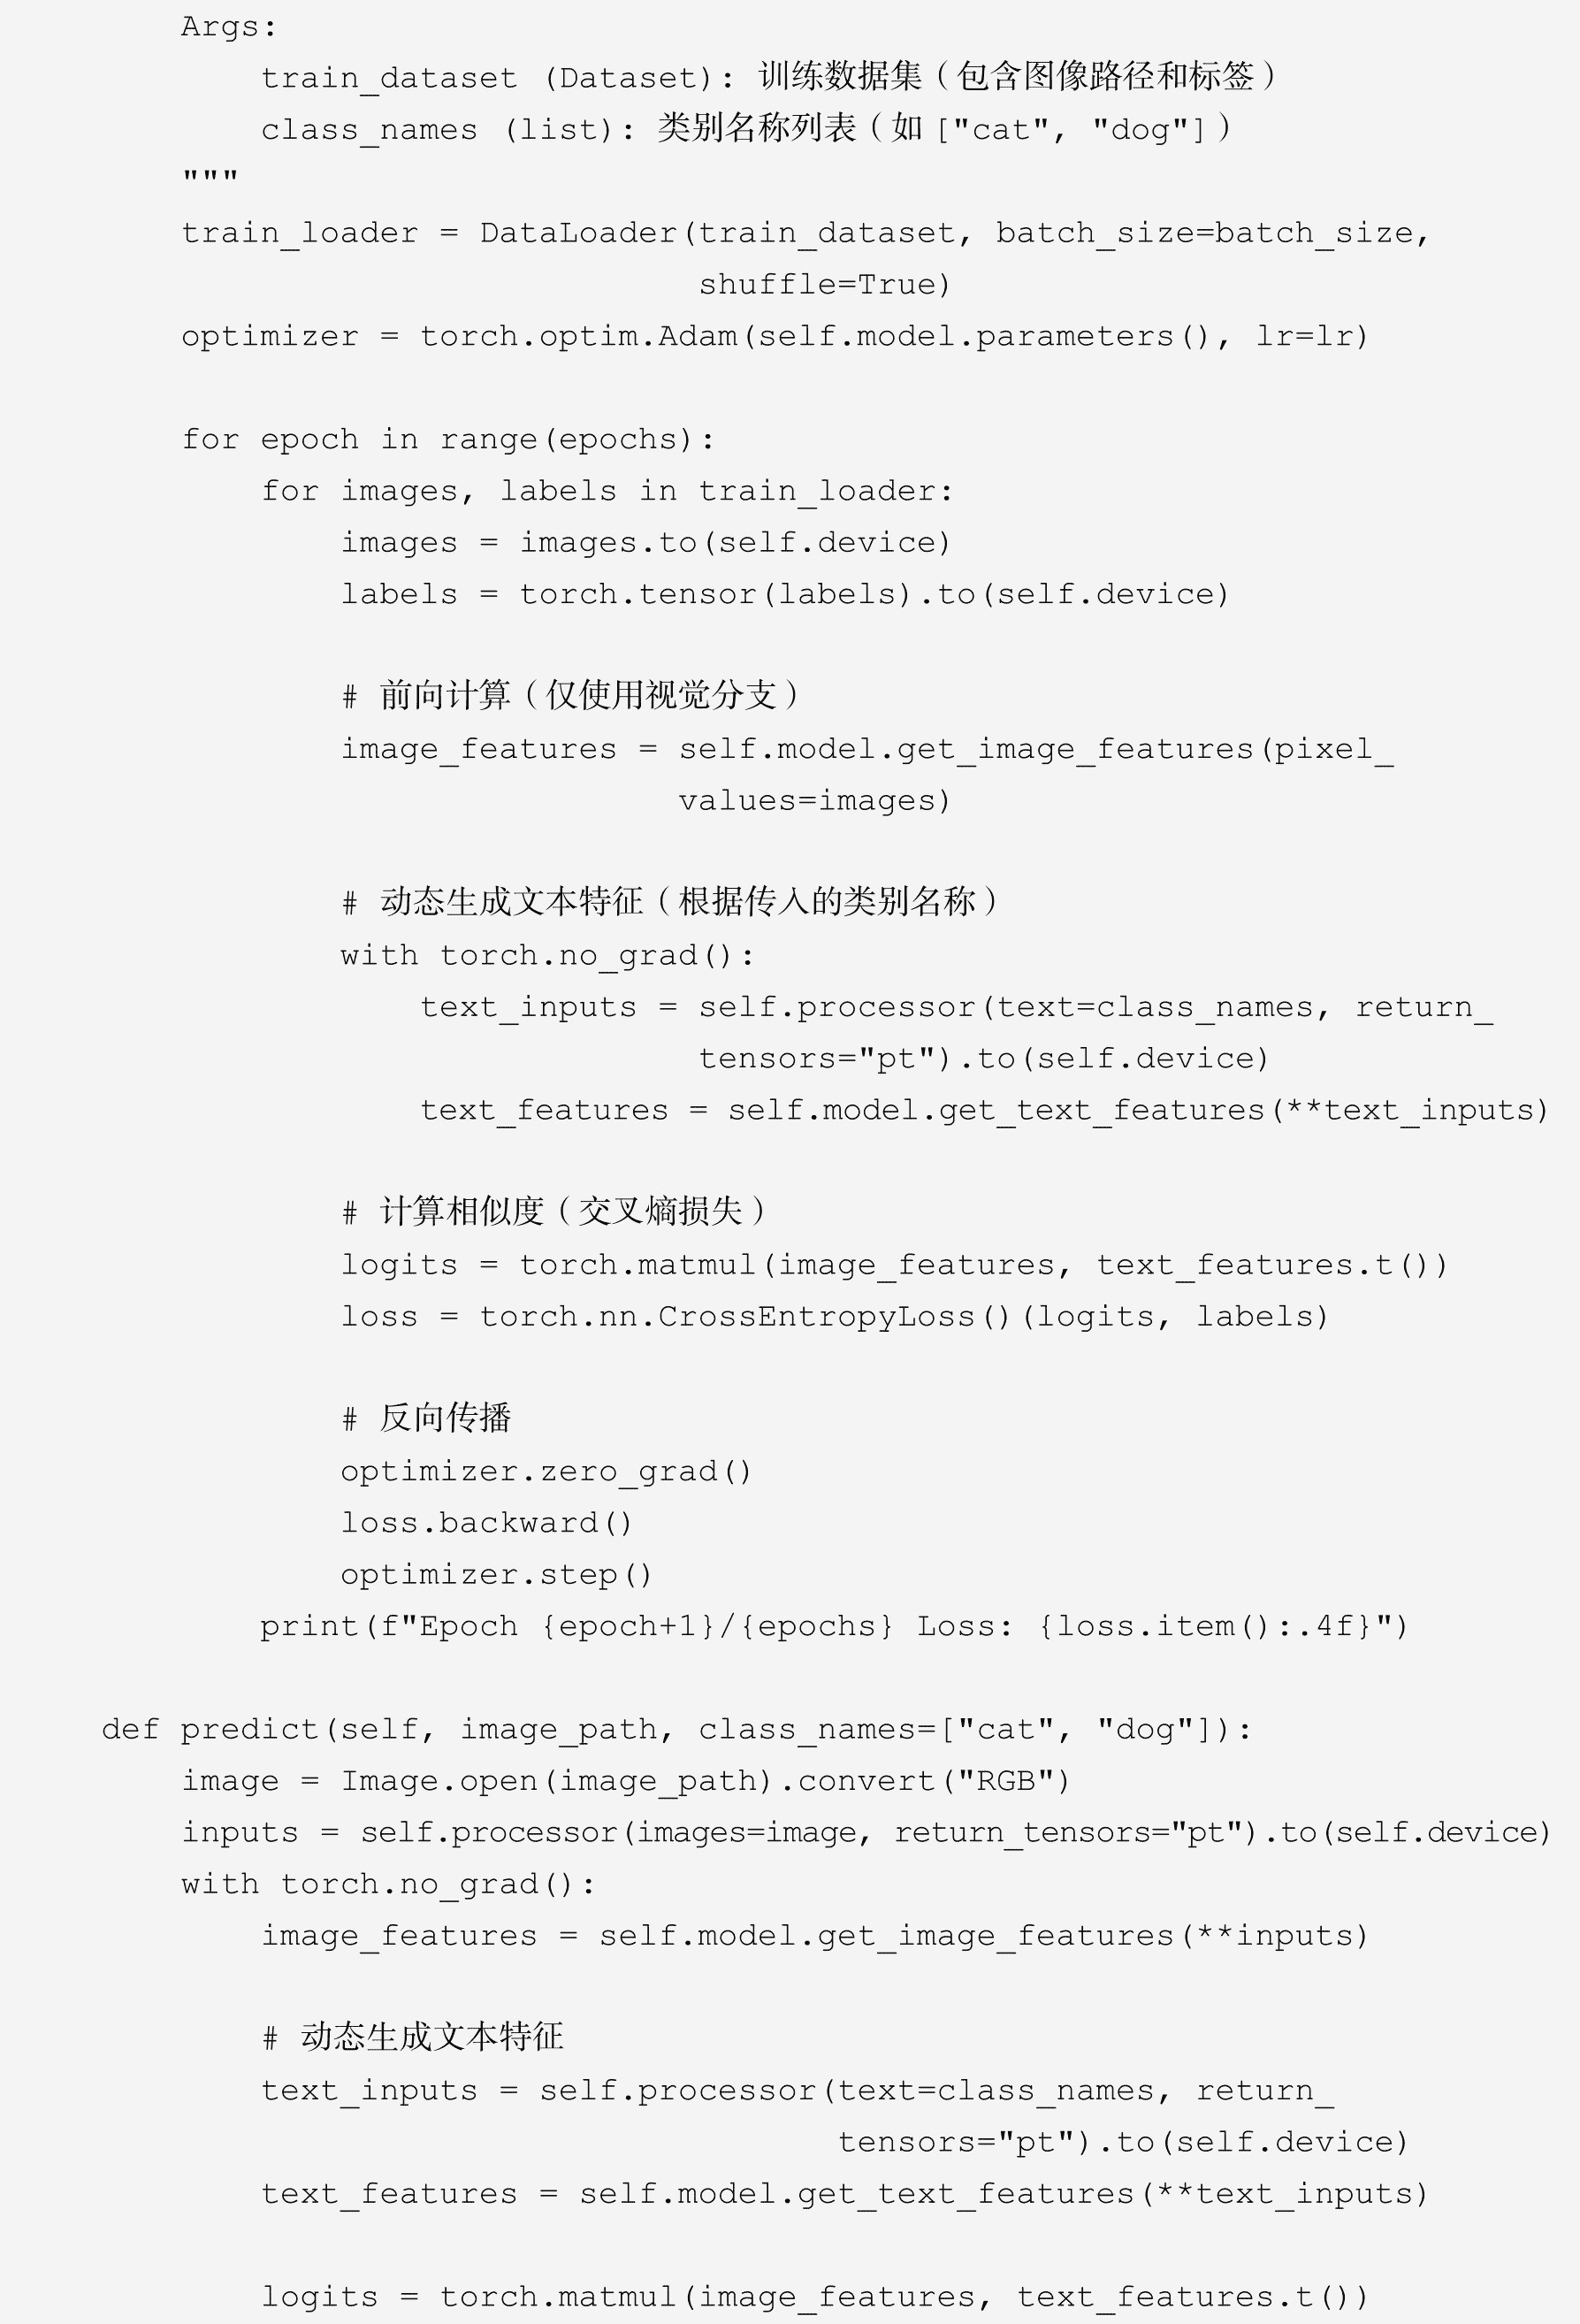 Args:
train_dataset (Dataset): 训练数据集（包含图像路径和标签）
class_names (list): 类别名称列表（如 ["cat", "dog"]）
"""
train_loader = DataLoader(train_dataset, batch_size=batch_size,
shuffle=True)
optimizer = torch.optim.Adam(self.model.parameters(), lr=lr)
for epoch in range(epochs):
for images, labels in train_loader:
images = images.to(self.device)
labels = torch.tensor(labels).to(self.device)
# 前向计算（仅使用视觉分支）
image_features = self.model.get_image_features(pixel_
values=images)
# 动态生成文本特征（根据传入的类别名称）
with torch.no_grad():
text_inputs = self.processor(text=class_names, return_
tensors="pt").to(self.device)
text_features = self.model.get_text_features(**text_inputs)
# 计算相似度（交叉熵损失）
logits = torch.matmul(image_features, text_features.t())
loss = torch.nn.CrossEntropyLoss()(logits, labels)
# 反向传播
optimizer.zero_grad()
loss.backward()
optimizer.step()
print(f"Epoch {epoch+1}/{epochs} Loss: {loss.item():.4f}")
def predict(self, image_path, class_names=["cat", "dog"]):
image = Image.open(image_path).convert("RGB")
inputs = self.processor(images=image, return_tensors="pt").to(self.device)
with torch.no_grad():
image_features = self.model.get_image_features(**inputs)
# 动态生成文本特征
text_inputs = self.processor(text=class_names, return_
tensors="pt").to(self.device)
text_features = self.model.get_text_features(**text_inputs)
logits = torch.matmul(image_features, text_features.t())